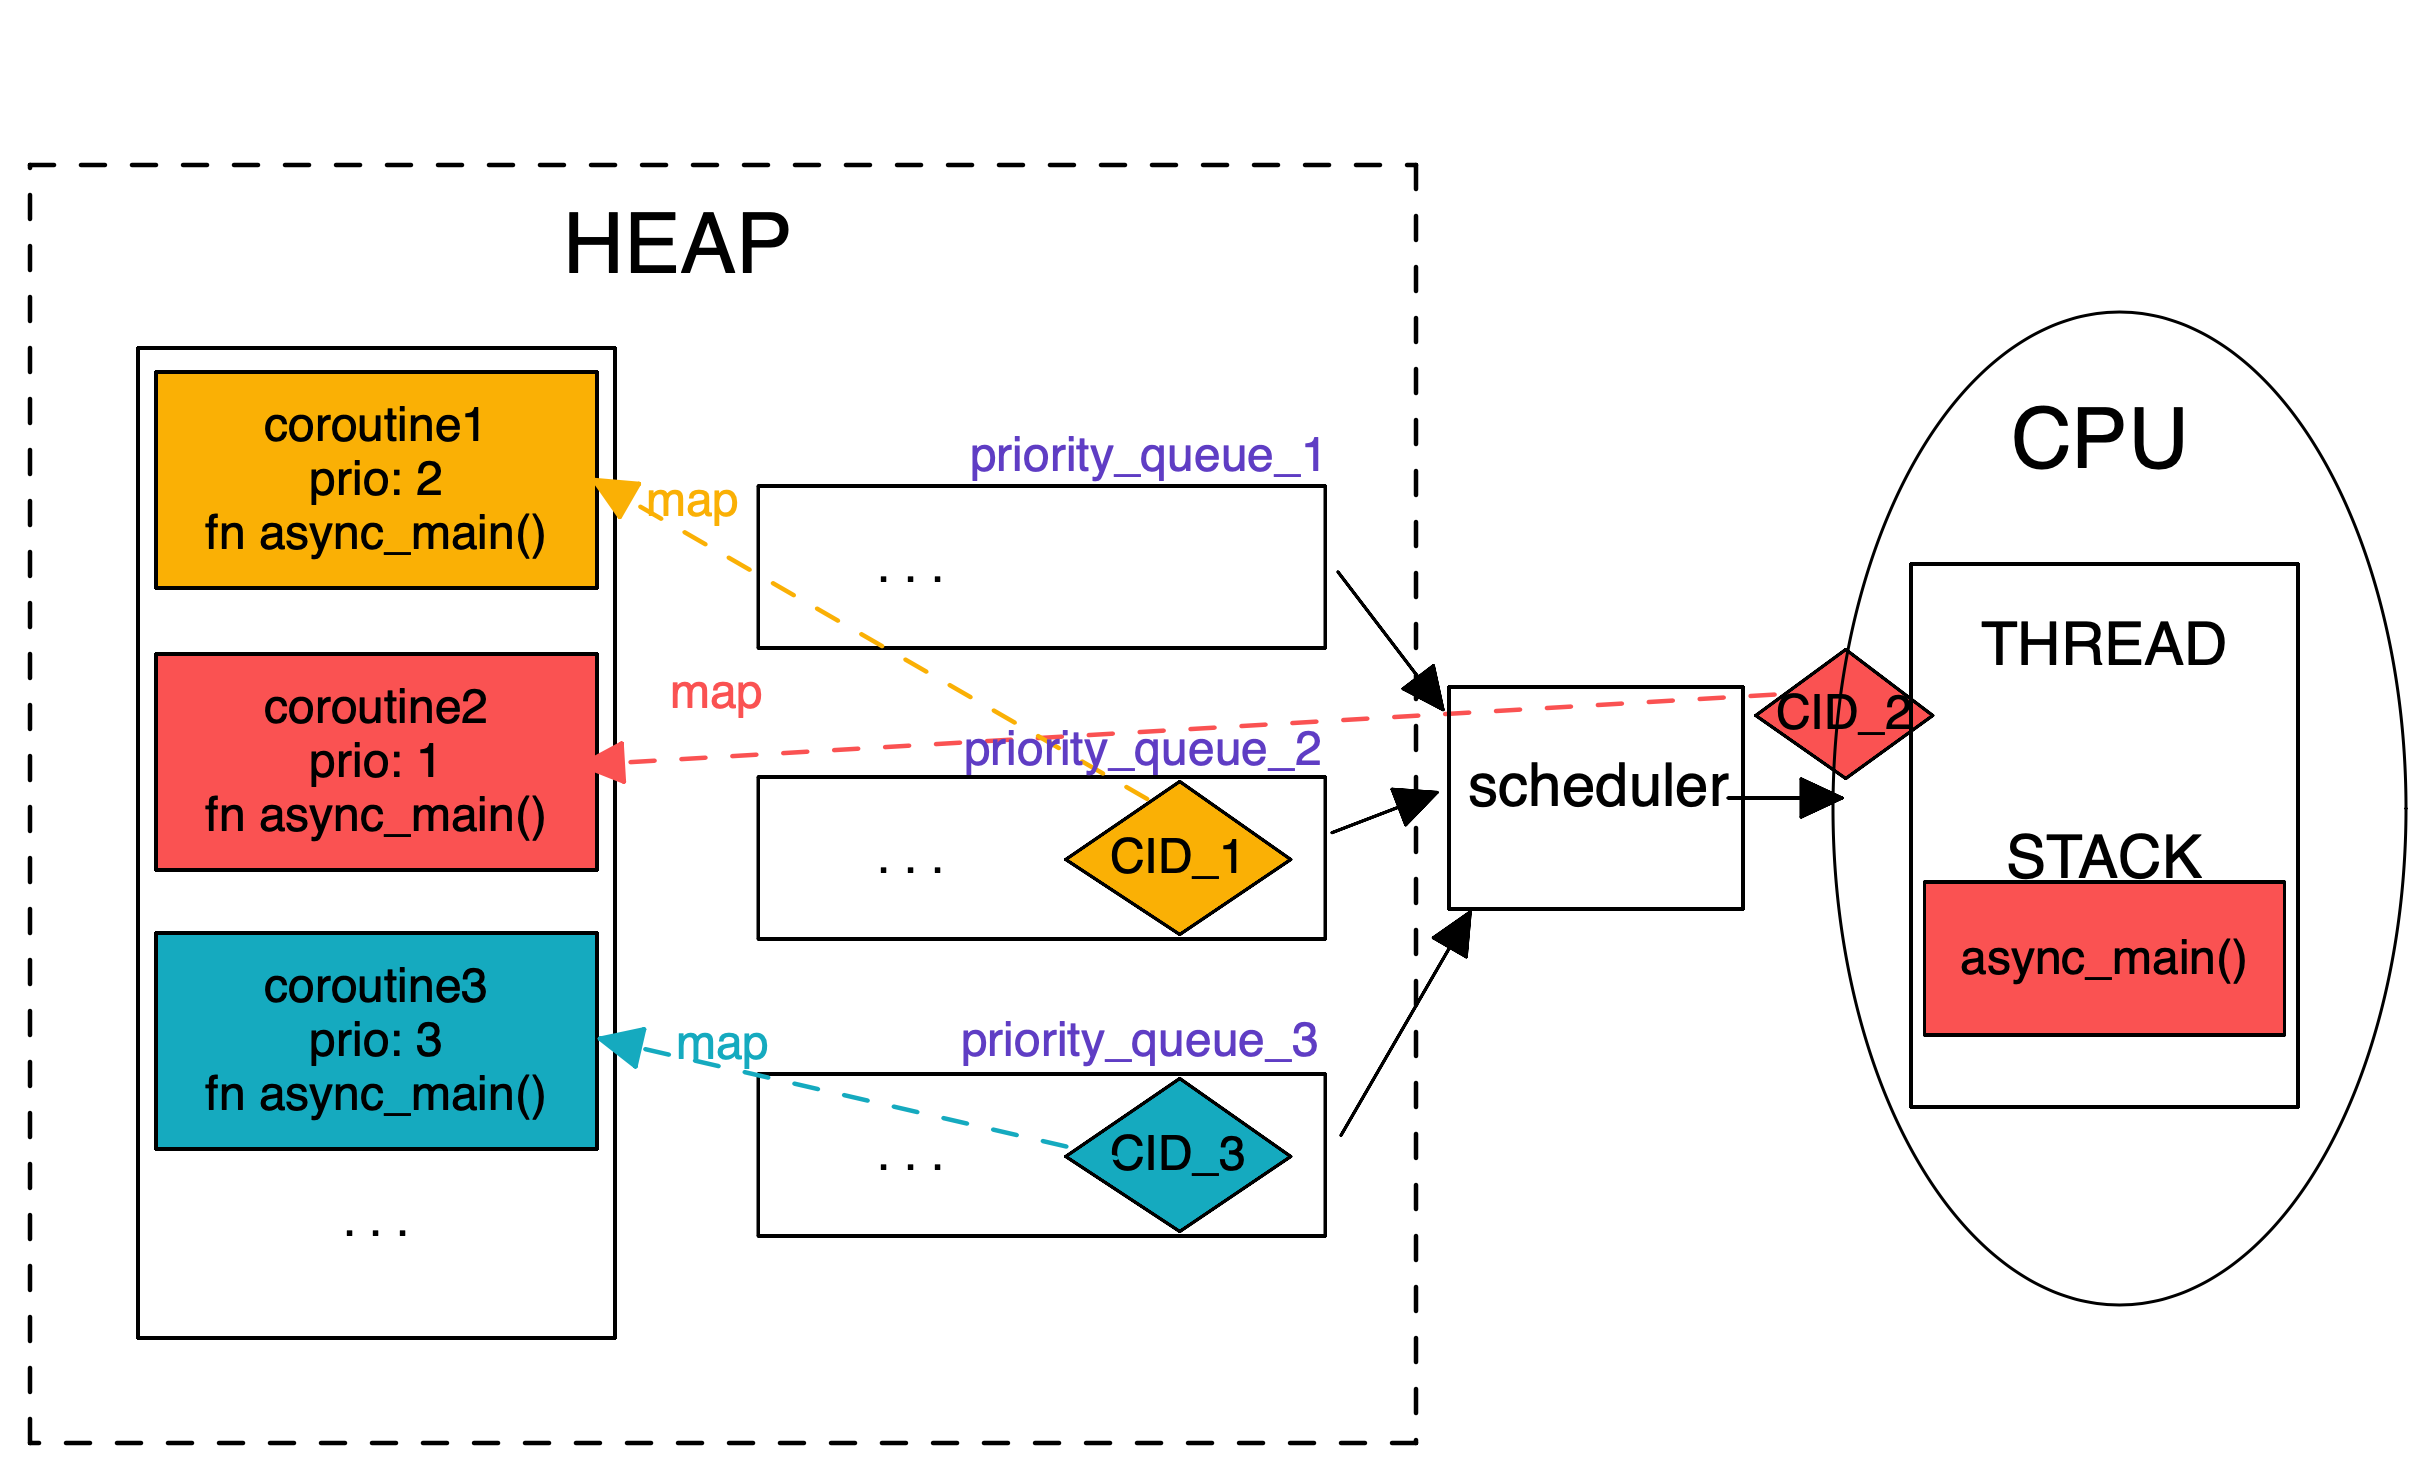 HEAP
coroutine1
prio: 2
fn async_main()
map
coroutine2
prio: 1
fn async_main()
map
coroutine3
prio: 3
fn async_main()
map
. . .
priority_queue_1
. . .
priority_queue_2
. . .
CID_1
priority_queue_3
. . .
CID_3
scheduler
CID_2
CPU
THREAD
STACK
async_main()